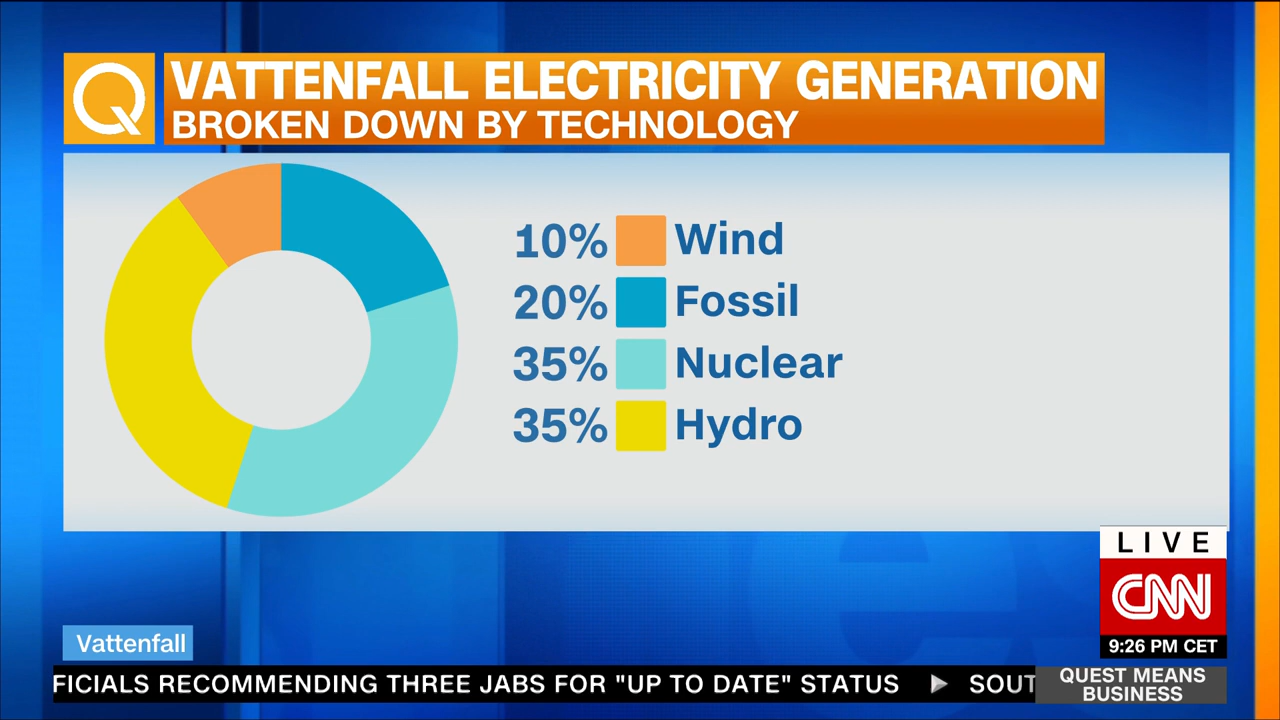 Q
VATTENFALL ELECTRICITY GENERATION
BROKEN DOWN BY TECHNOLOGY
10% Wind
20% Fossil
35% Nuclear
35% Hydro
LIVE
CNN
9:26 PM CET
Vattenfall
FICIALS RECOMMENDING THREE JABS FOR "UP TO DATE" STATUS ▶ SOUT
QUEST MEANS
BUSINESS